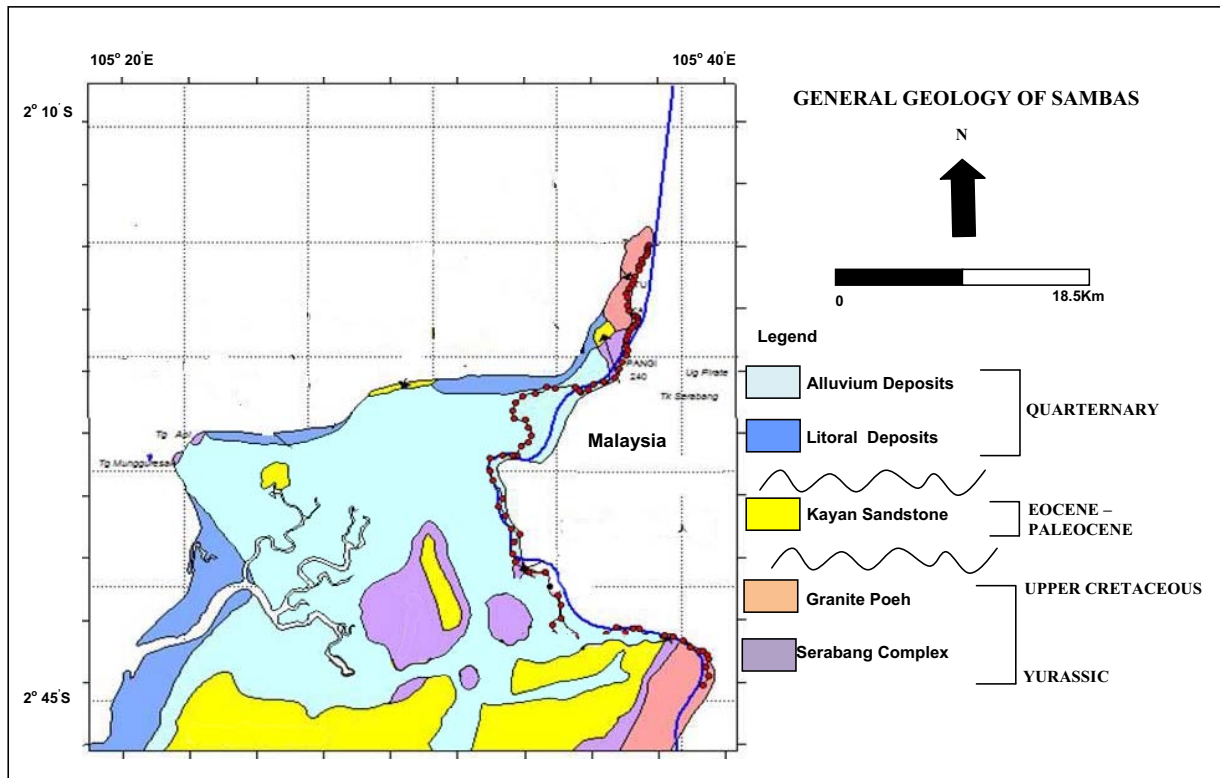 105° 20' E
105° 40' E
2° 10' S
GENERAL GEOLOGY OF SAMBAS
N
0
18.5Km
Legend
PANGI
240
Ug Pirate
Tk Serabang
Alluvium Deposits
QUARTERNARY
Malaysia
Litoral Deposits
Tg
Tg
Kayan Sandstone
EOCENE –
PALEOCENE
Granite Poeh
UPPER CRETACEOUS
Serabang Complex
YURASSIC
2° 45' S